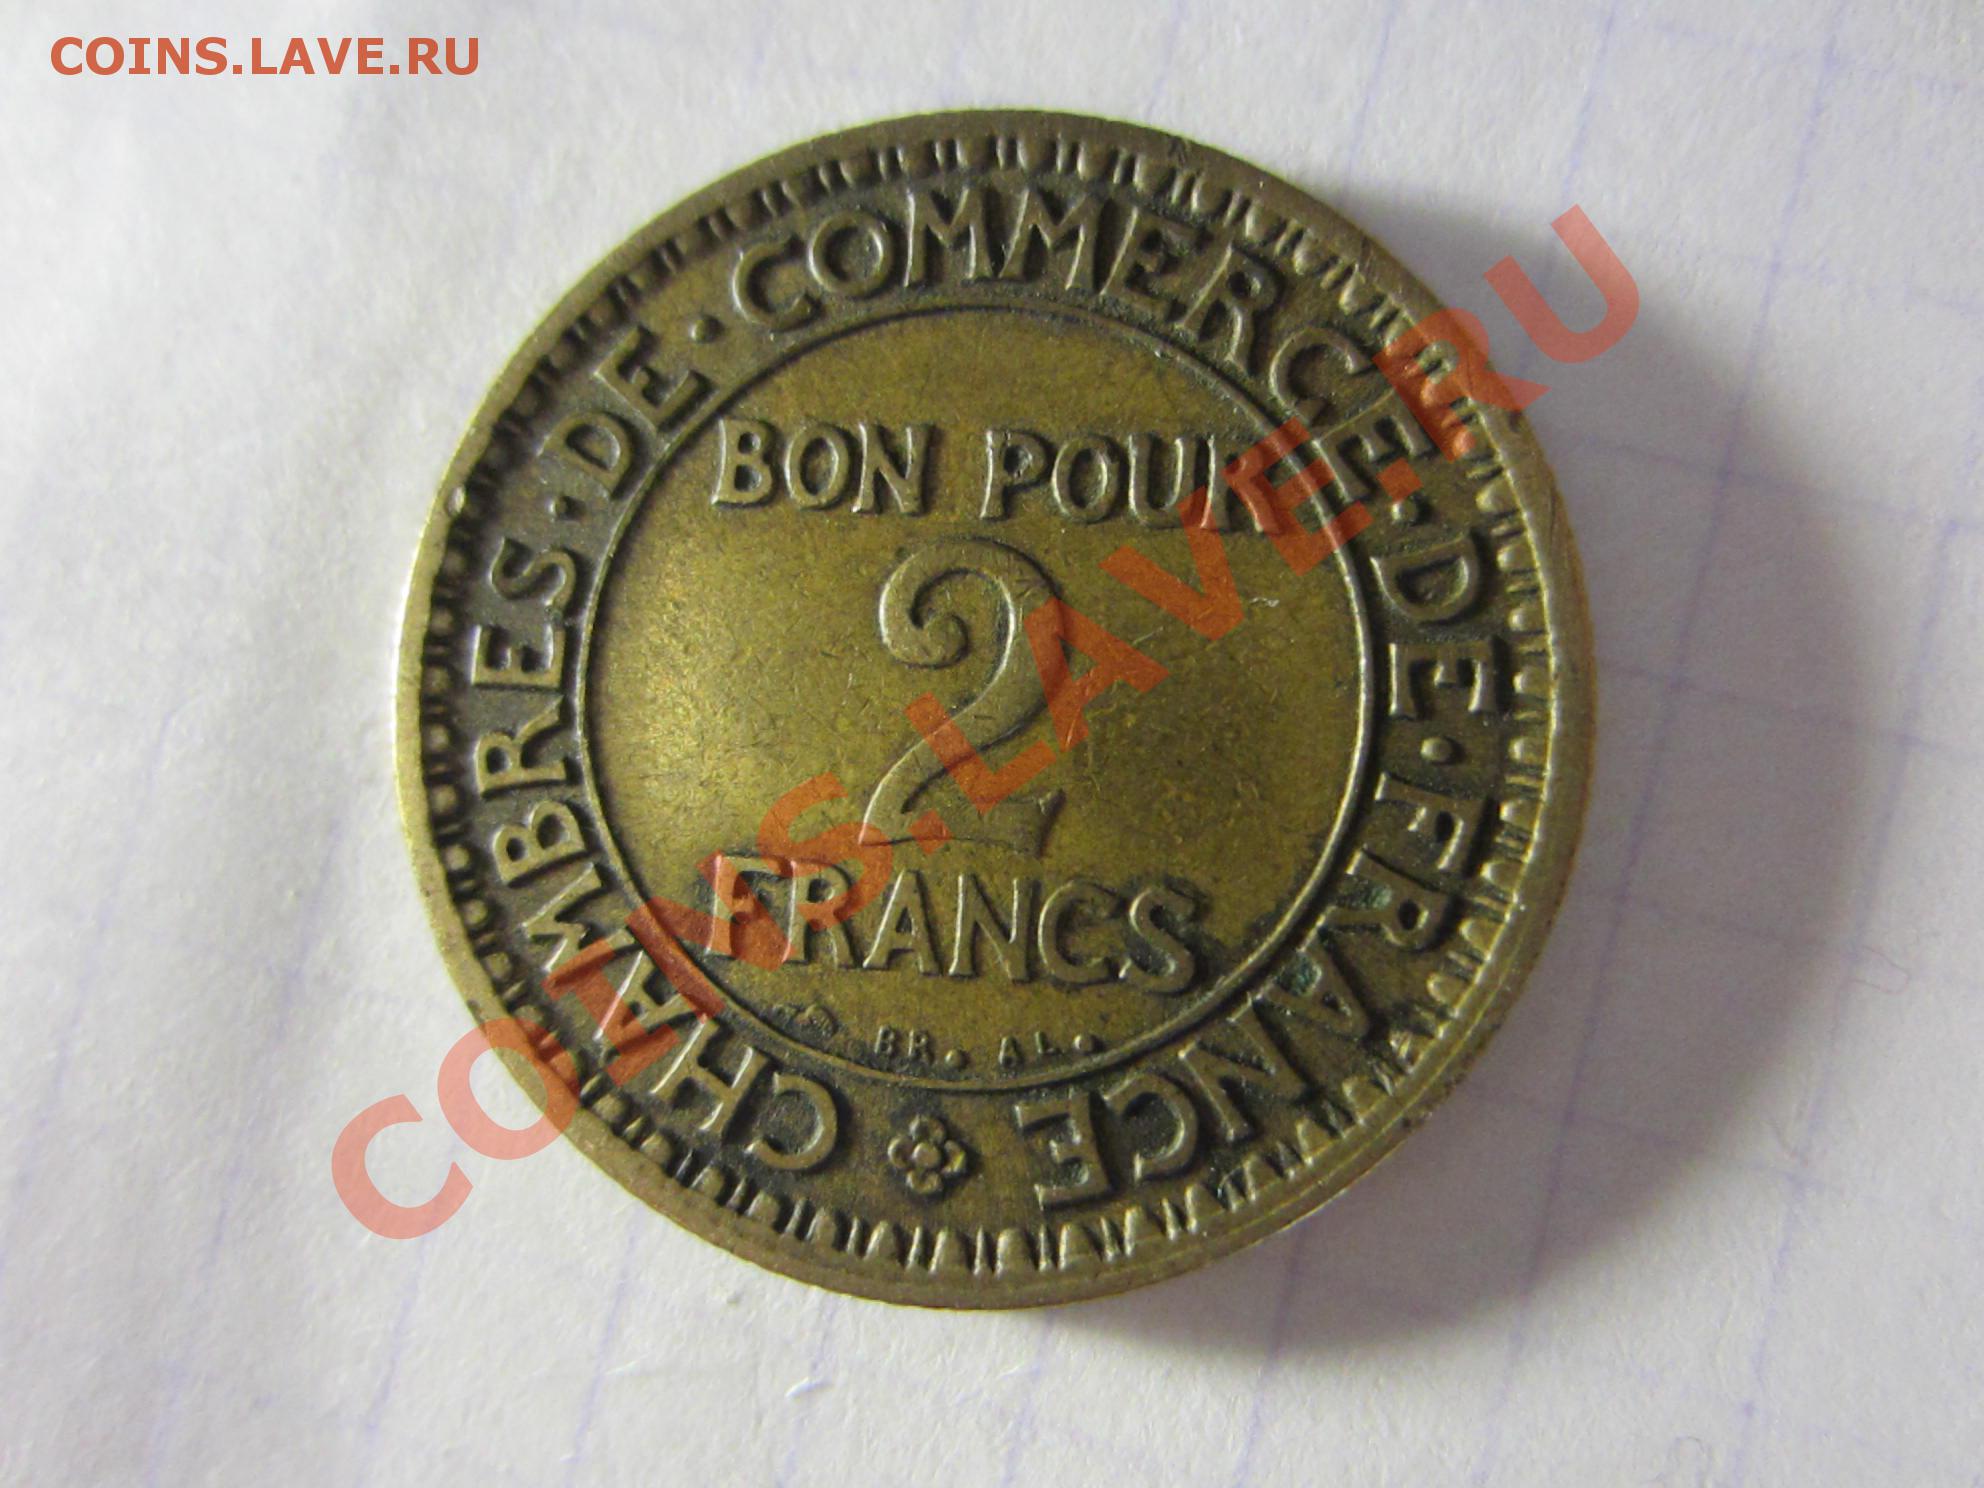 COINS.LAVE.RU
CHAMBRES·DE·COMMERCE·DE·FRANCE
BON POUR
2
FRANCS
BR. AL.
COINS.LAVE.RU